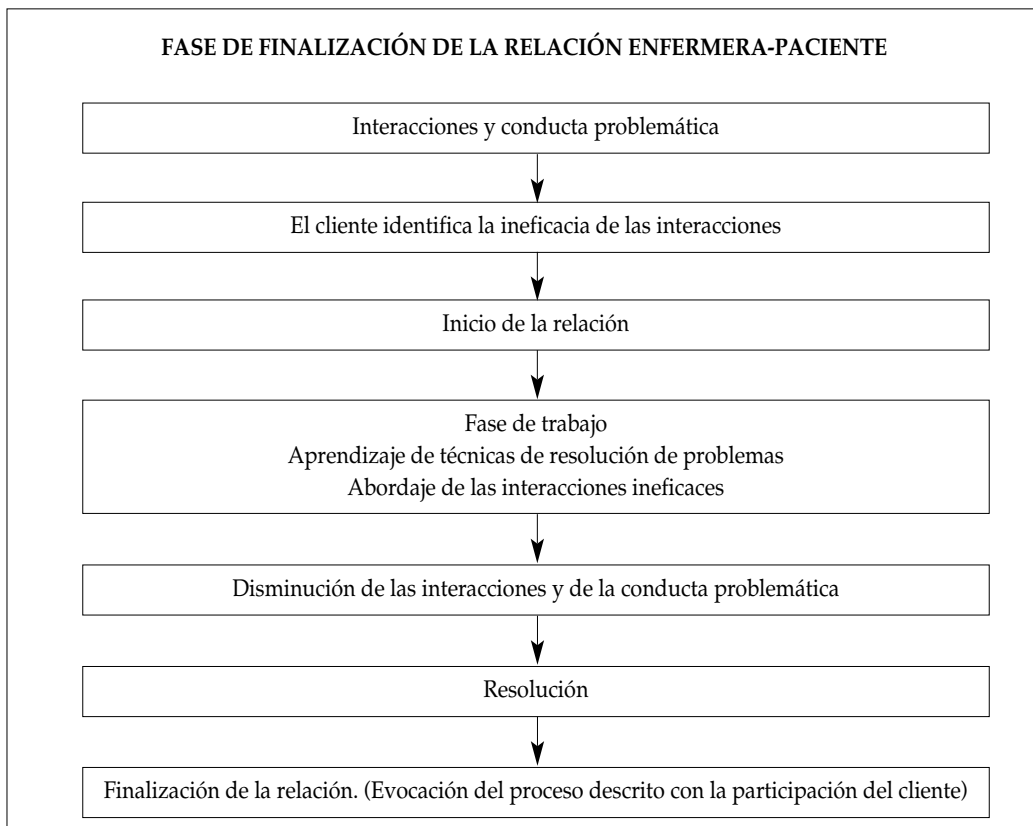 FASE DE FINALIZACIÓN DE LA RELACIÓN ENFERMERA-PACIENTE
Interacciones y conducta problemática
El cliente identifica la ineficacia de las interacciones
Inicio de la relación
Fase de trabajo
Aprendizaje de técnicas de resolución de problemas
Abordaje de las interacciones ineficaces
Disminución de las interacciones y de la conducta problemática
Resolución
Finalización de la relación. (Evocación del proceso descrito con la participación del cliente)